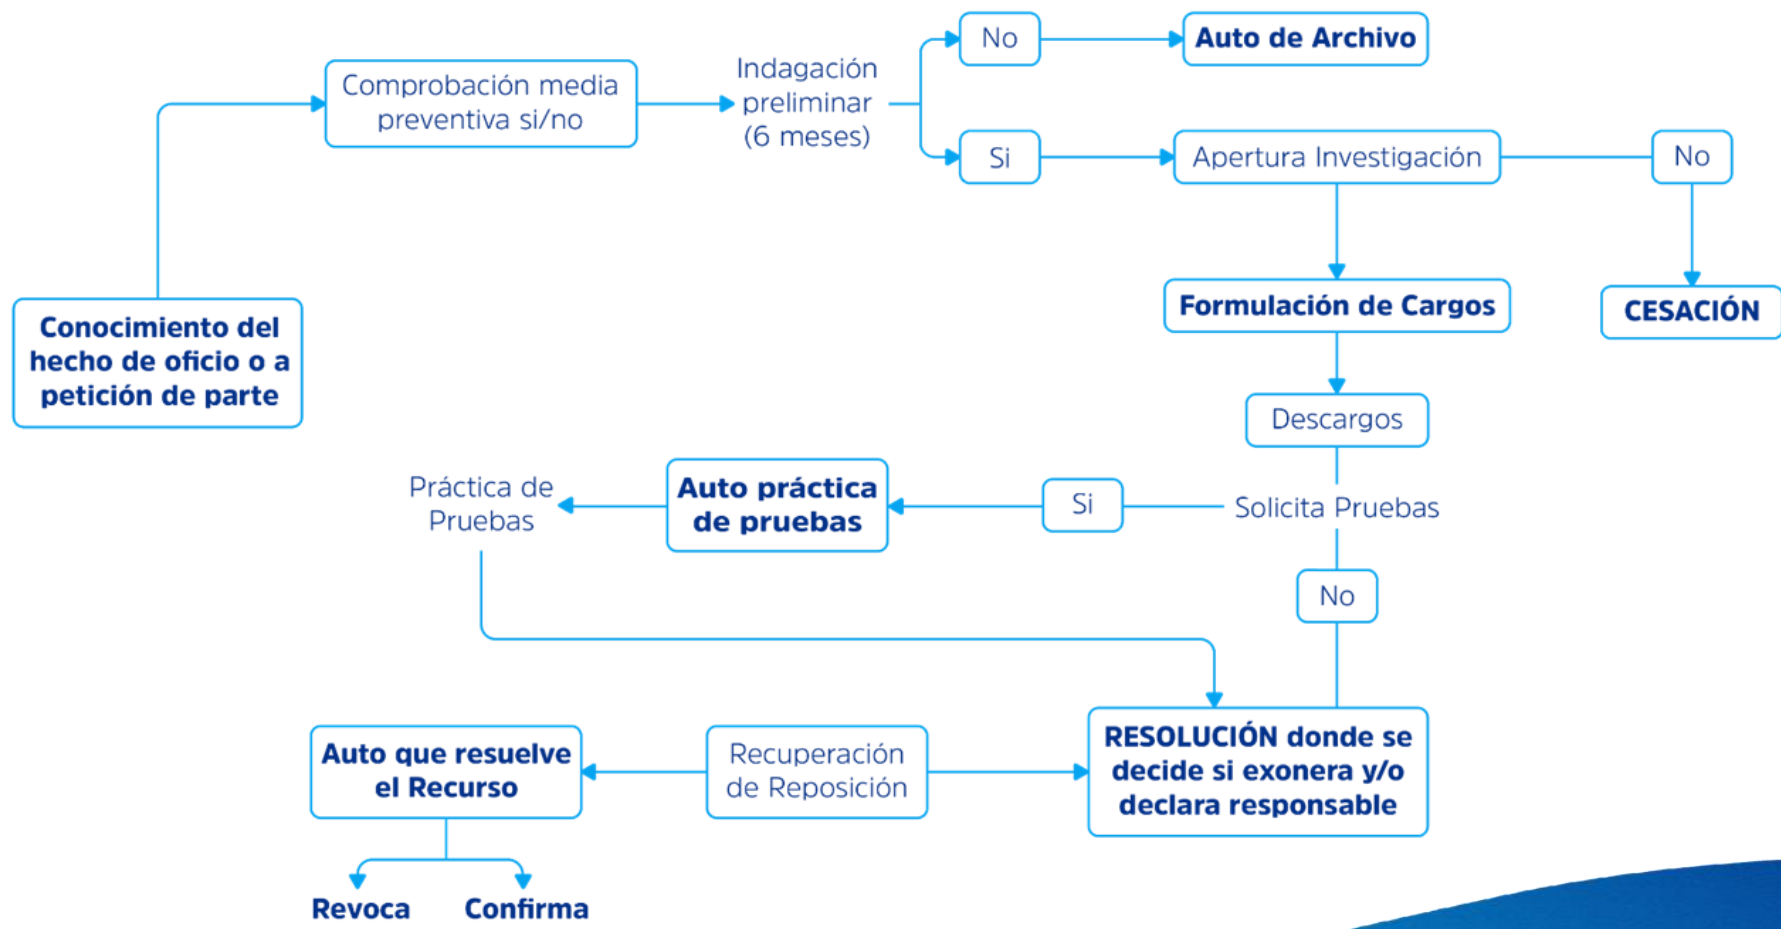 No
Auto de Archivo
Comprobación media
preventiva si/no
Indagación
preliminar
(6 meses)
Si
Apertura Investigación
No
Conocimiento del
hecho de oficio o a
petición de parte
Formulación de Cargos
CESACIÓN
Descargos
Práctica de
Pruebas
Auto práctica
de pruebas
Si
Solicita Pruebas
No
Auto que resuelve
el Recurso
Recuperación
de Reposición
RESOLUCIÓN donde se
decide si exonera y/o
declara responsable
Revoca
Confirma